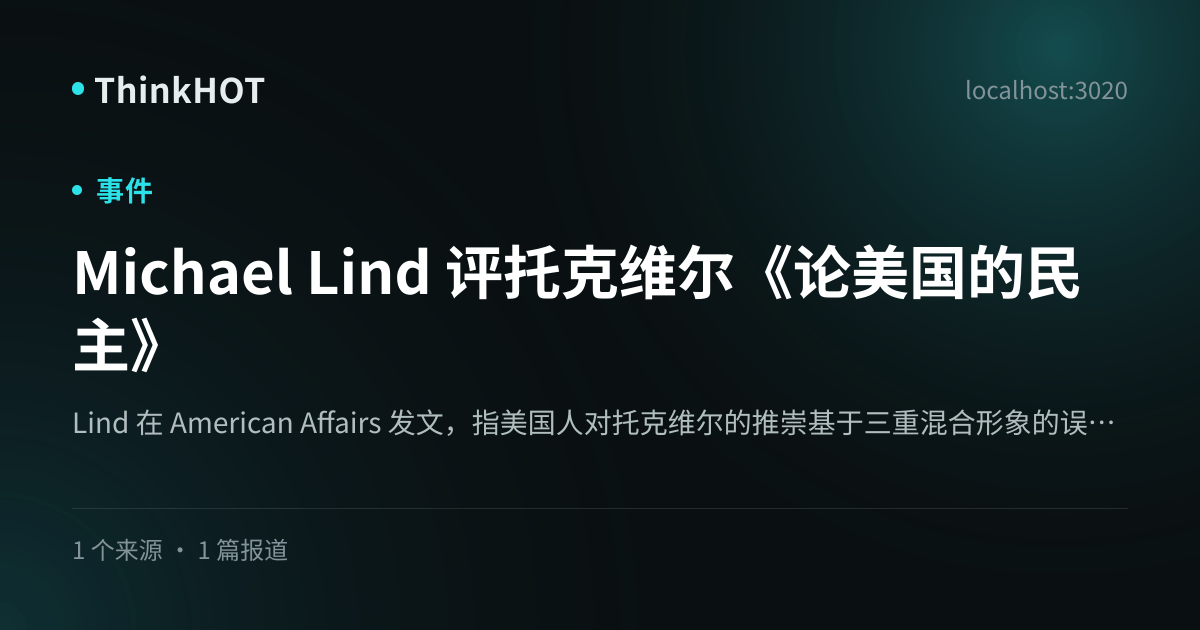 ThinkHOT
localhost:3020
事件
Michael Lind 评托克维尔《论美国的民
主》
Lind 在 American Affairs 发文，指美国人对托克维尔的推崇基于三重混合形象的误…
1 个来源 · 1 篇报道